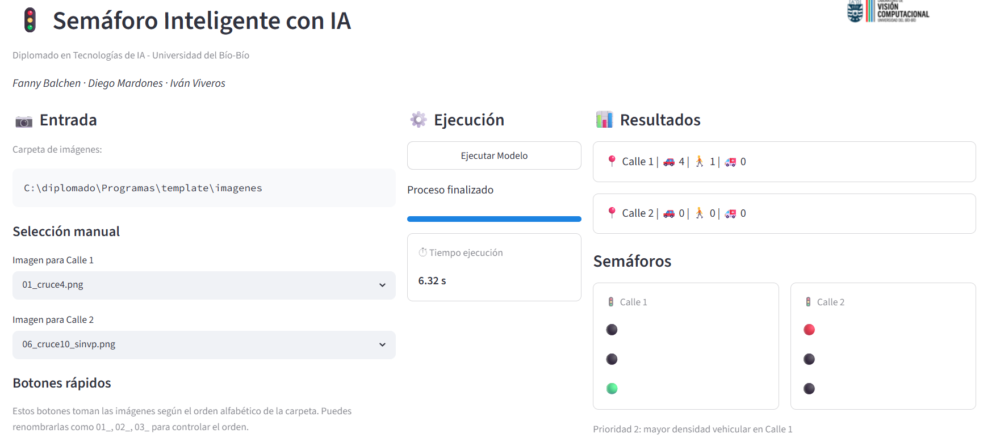 Semáforo Inteligente con IA
VISIÓN
COMPUTACIONAL
UNIVERSIDAD DEL BÍO-BÍO
Diplomado en Tecnologías de IA - Universidad del Bío-Bío
Fanny Balchen · Diego Mardones · Iván Viveros
Entrada
Carpeta de imágenes:
C:\diplomado\Programas\template\imagenes
Selección manual
Imagen para Calle 1
01_cruce4.png
Imagen para Calle 2
06_cruce10_sinvp.png
Botones rápidos
Estos botones toman las imágenes según el orden alfabético de la carpeta. Puedes
renombrarlas como 01_, 02_, 03_ para controlar el orden.
Ejecución
Ejecutar Modelo
Proceso finalizado
Tiempo ejecución
6.32 s
Resultados
Calle 1 | 4 | 1 | 0
Calle 2 | 0 | 0 | 0
Semáforos
Calle 1
Calle 2
Prioridad 2: mayor densidad vehicular en Calle 1